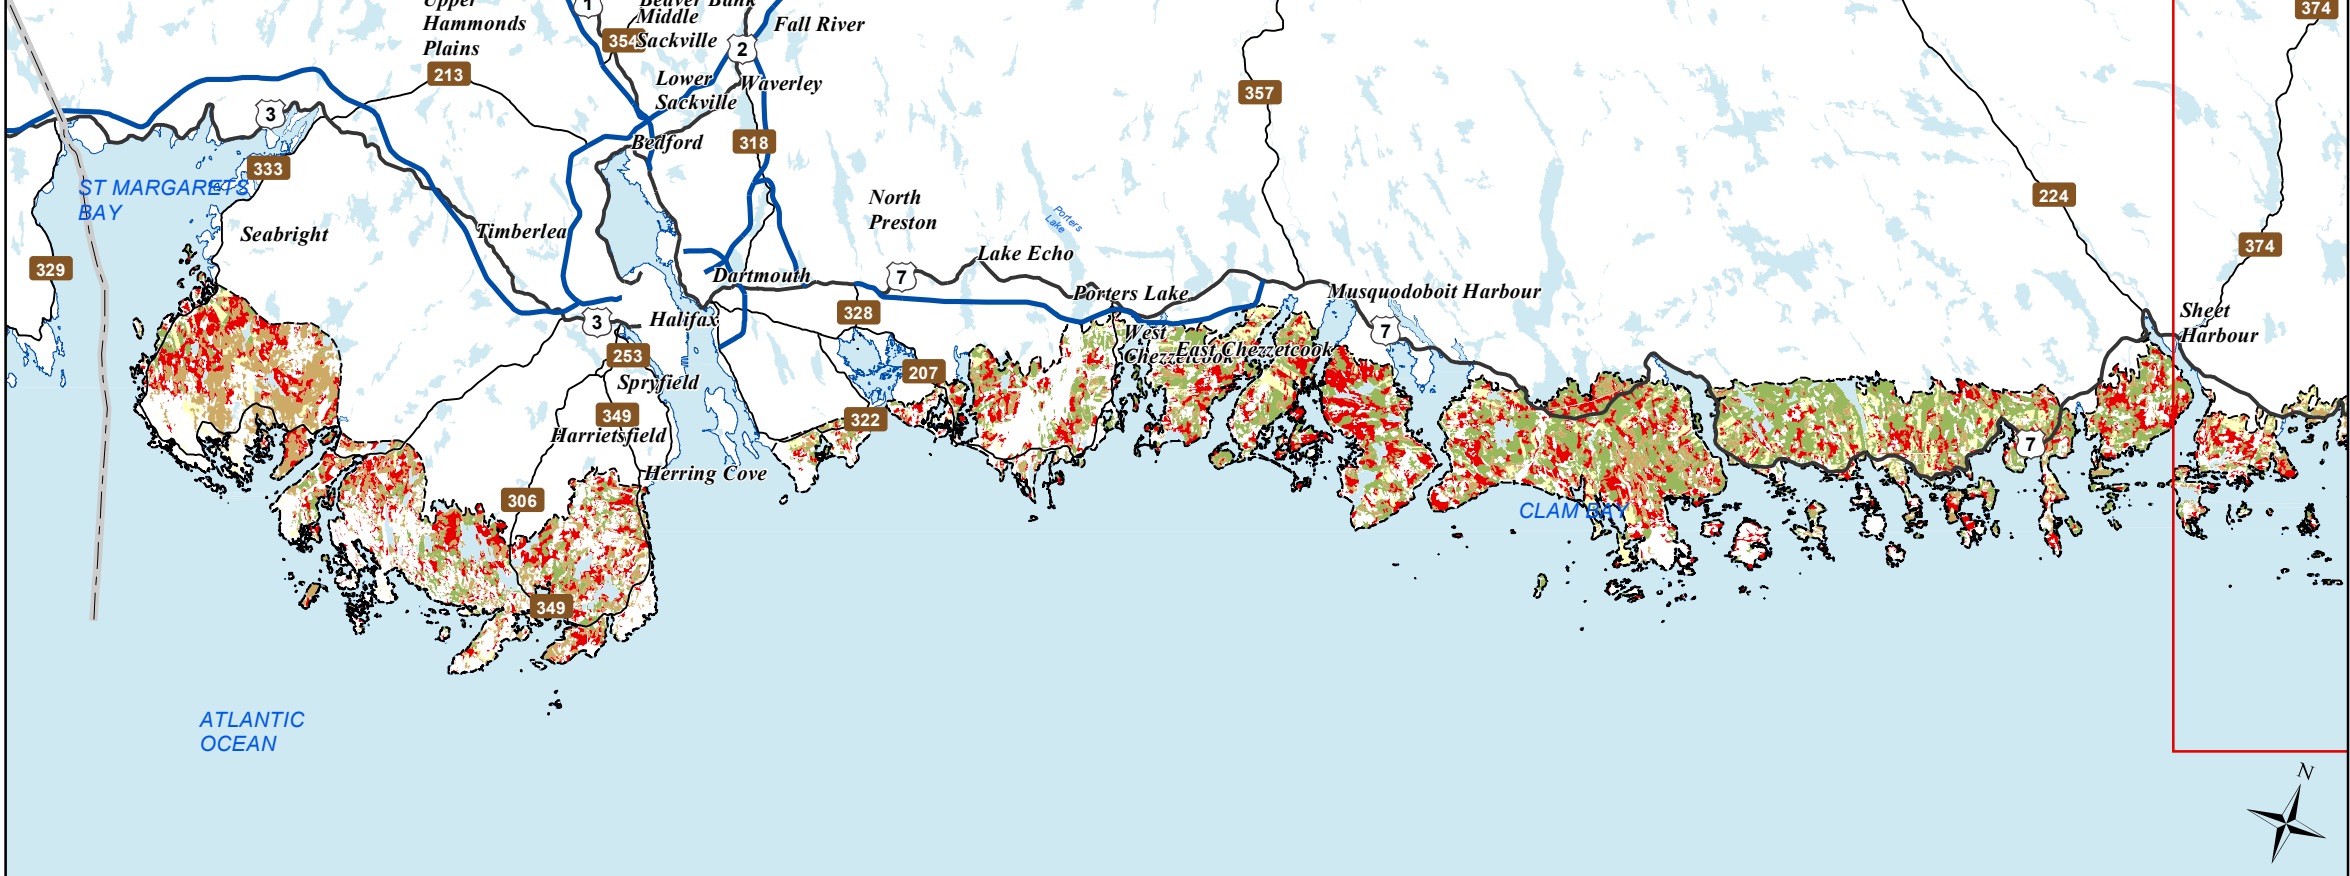 Upper
Hammonds
Plains
213
1
Beaver Bank
Middle
Sackville
354
2
Fall River
Lower
Sackville
Waverley
374
3
333
ST MARGARETS
BAY
Seabright
329
Timberlea
Bedford
318
North
Preston
Porters
Lake
357
224
374
Dartmouth
7
Lake Echo
328
Halifax
3
253
Spryfield
349
Harrietsfield
Herring Cove
306
349
207
322
Porters Lake
West
Chezzetcook
East Chezzetcook
Musquodoboit Harbour
7
Sheet
Harbour
7
CLAM BAY
ATLANTIC
OCEAN
N